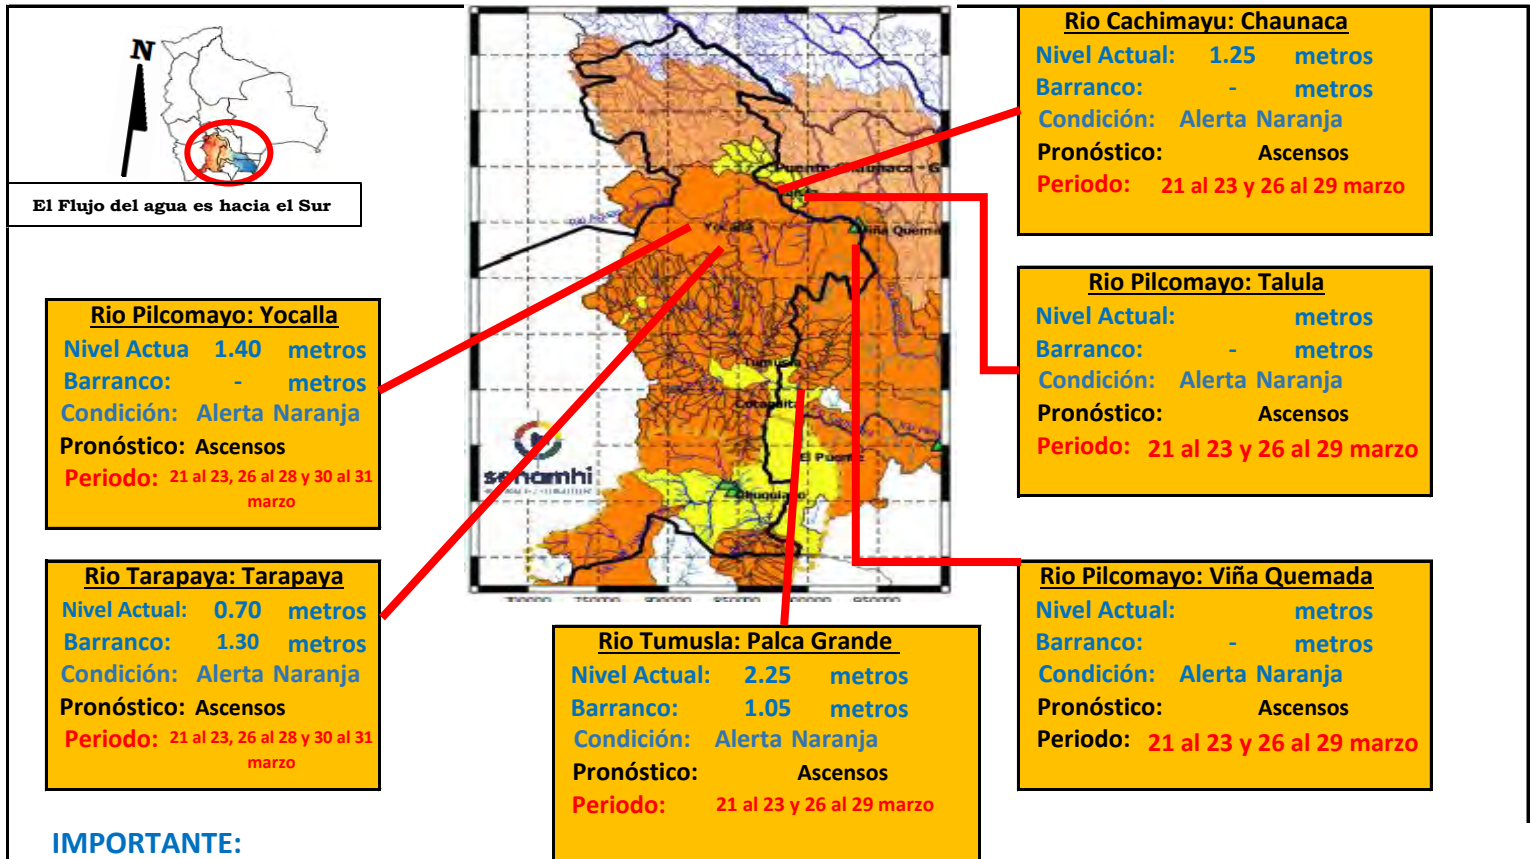 N
El Flujo del agua es hacia el Sur
Rio Cachimayu: Chaunaca
Nivel Actual: 1.25 metros
Barranco: - metros
Condición: Alerta Naranja
Pronóstico: Ascensos
Periodo: 21 al 23 y 26 al 29 marzo
Rio Pilcomayo: Talula
Nivel Actual: metros
Barranco: - metros
Condición: Alerta Naranja
Pronóstico: Ascensos
Periodo: 21 al 23 y 26 al 29 marzo
Rio Pilcomayo: Yocalla
Nivel Actua 1.40 metros
Barranco: - metros
Condición: Alerta Naranja
Pronóstico: Ascensos
Periodo: 21 al 23, 26 al 28 y 30 al 31
marzo
Rio Tarapaya: Tarapaya
Nivel Actual: 0.70 metros
Barranco: 1.30 metros
Condición: Alerta Naranja
Pronóstico: Ascensos
Periodo: 21 al 23, 26 al 28 y 30 al 31
marzo
Rio Tumusla: Palca Grande
Nivel Actual: 2.25 metros
Barranco: 1.05 metros
Condición: Alerta Naranja
Pronóstico: Ascensos
Periodo: 21 al 23 y 26 al 29 marzo
Rio Pilcomayo: Viña Quemada
Nivel Actual: metros
Barranco: - metros
Condición: Alerta Naranja
Pronóstico: Ascensos
Periodo: 21 al 23 y 26 al 29 marzo
Yocalla
Viña Quema
Tumusla
Cotagaita
El Puente
senamhi
IMPORTANTE: